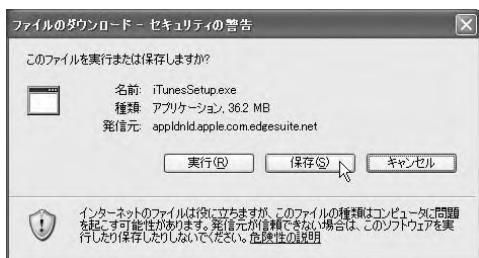 ファイルのダウンロード - セキュリティの警告
このファイルを実行または保存しますか?
名前: iTunesSetup.exe
種類: アプリケーション, 36.2 MB
発信元: appldnld.apple.com.edgesuite.net
実行(R) 保存(S) キャンセル
インターネットのファイルは役に立ちますが、このファイルの種類はコンピュータに問題
を起こす可能性があります。発信元が信頼できない場合は、このソフトウェアを実
行したり保存したりしないでください。危険性の説明